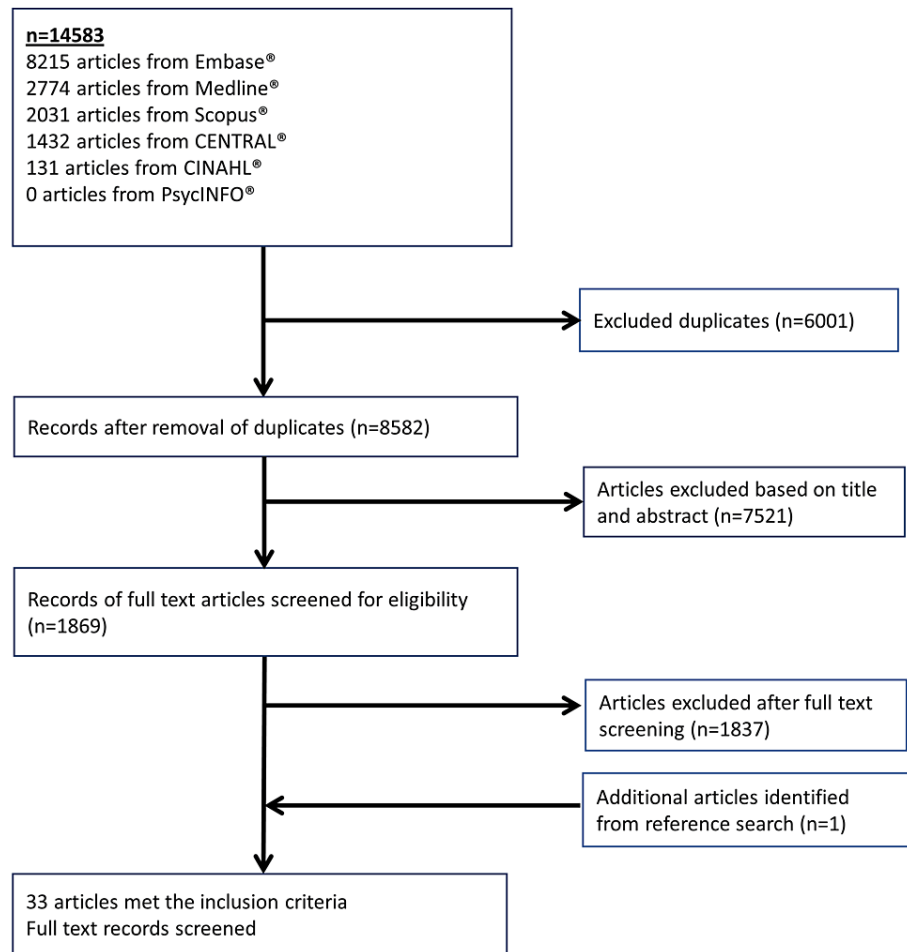 n=14583
8215 articles from Embase®
2774 articles from Medline®
2031 articles from Scopus®
1432 articles from CENTRAL®
131 articles from CINAHL®
0 articles from PsycINFO®
Excluded duplicates (n=6001)
Records after removal of duplicates (n=8582)
Articles excluded based on title
and abstract (n=7521)
Records of full text articles screened for eligibility
(n=1869)
Articles excluded after full text
screening (n=1837)
Additional articles identified
from reference search (n=1)
33 articles met the inclusion criteria
Full text records screened